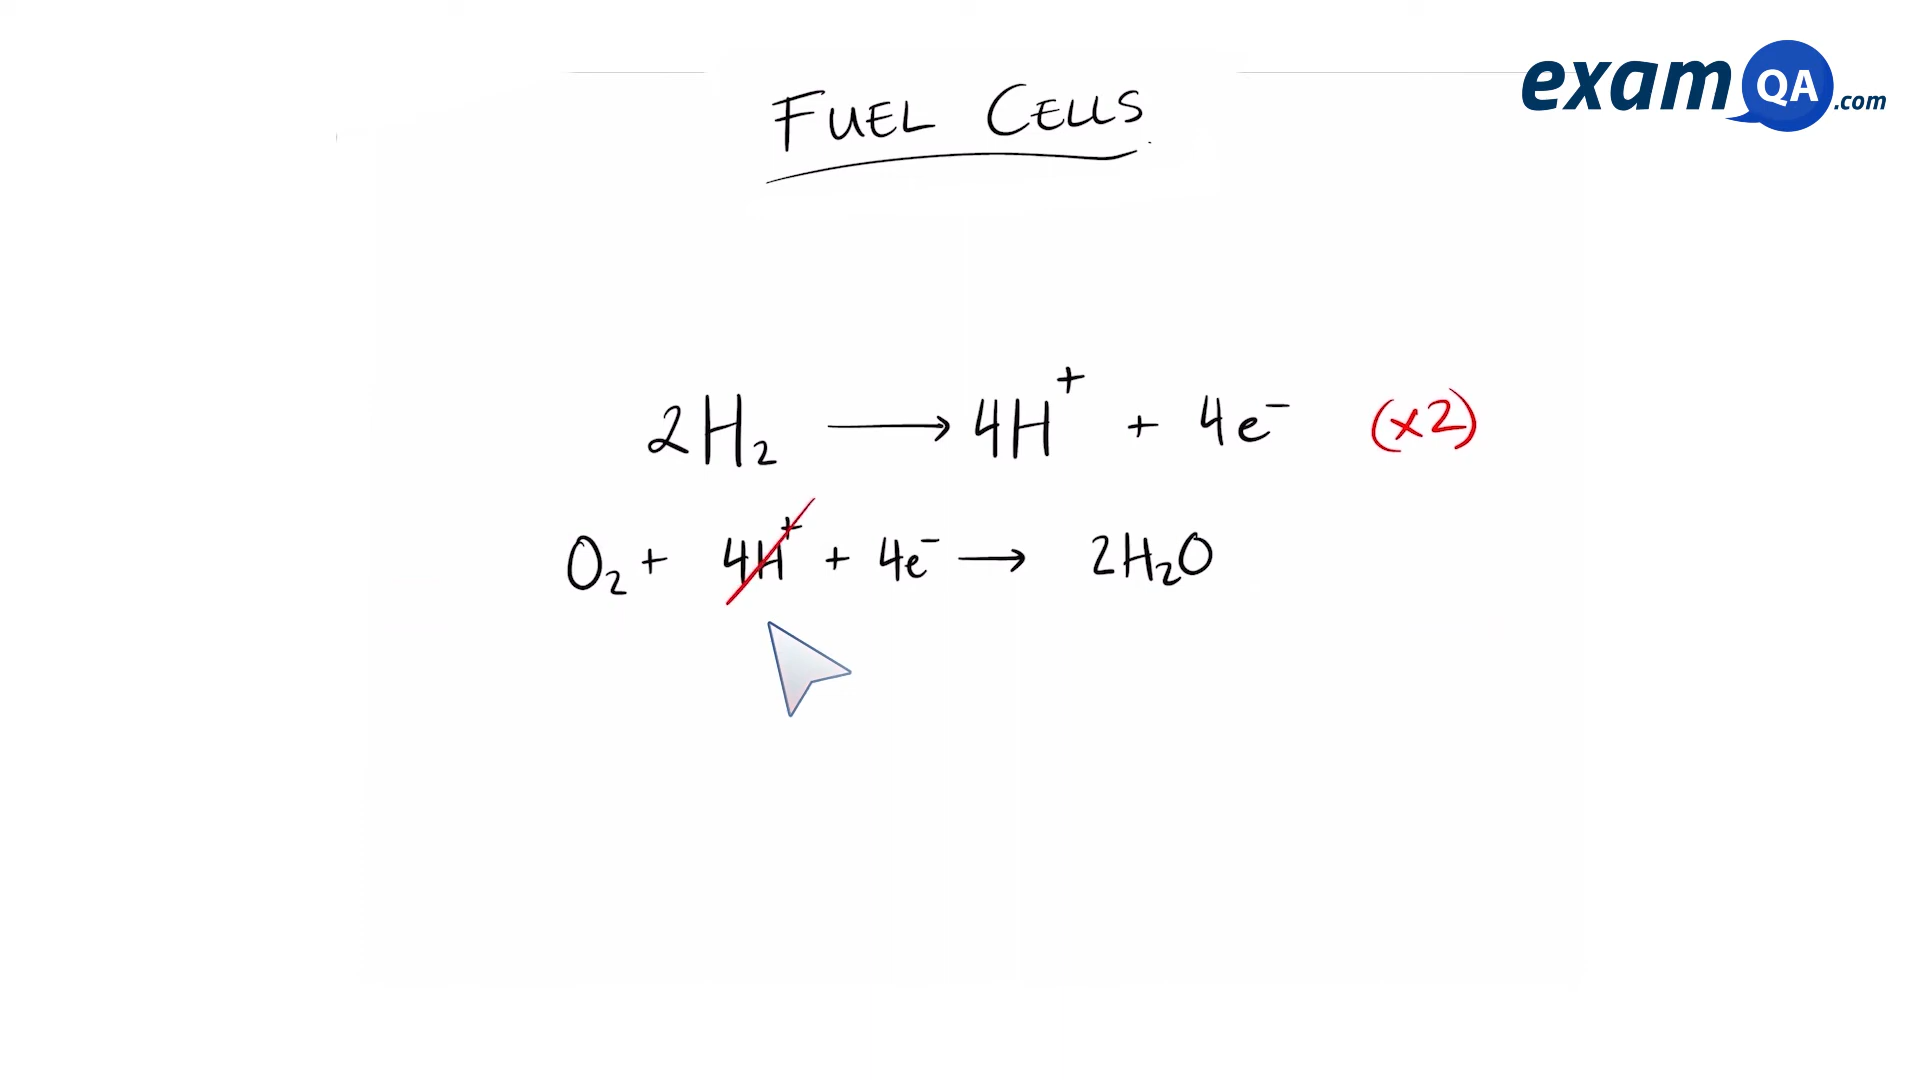 examQA.com
FUEL CELLS.
2H₂ ⟶ 4H⁺ + 4e⁻ (x2)
O₂ + 4H⁺ + 4e⁻ → 2H₂O